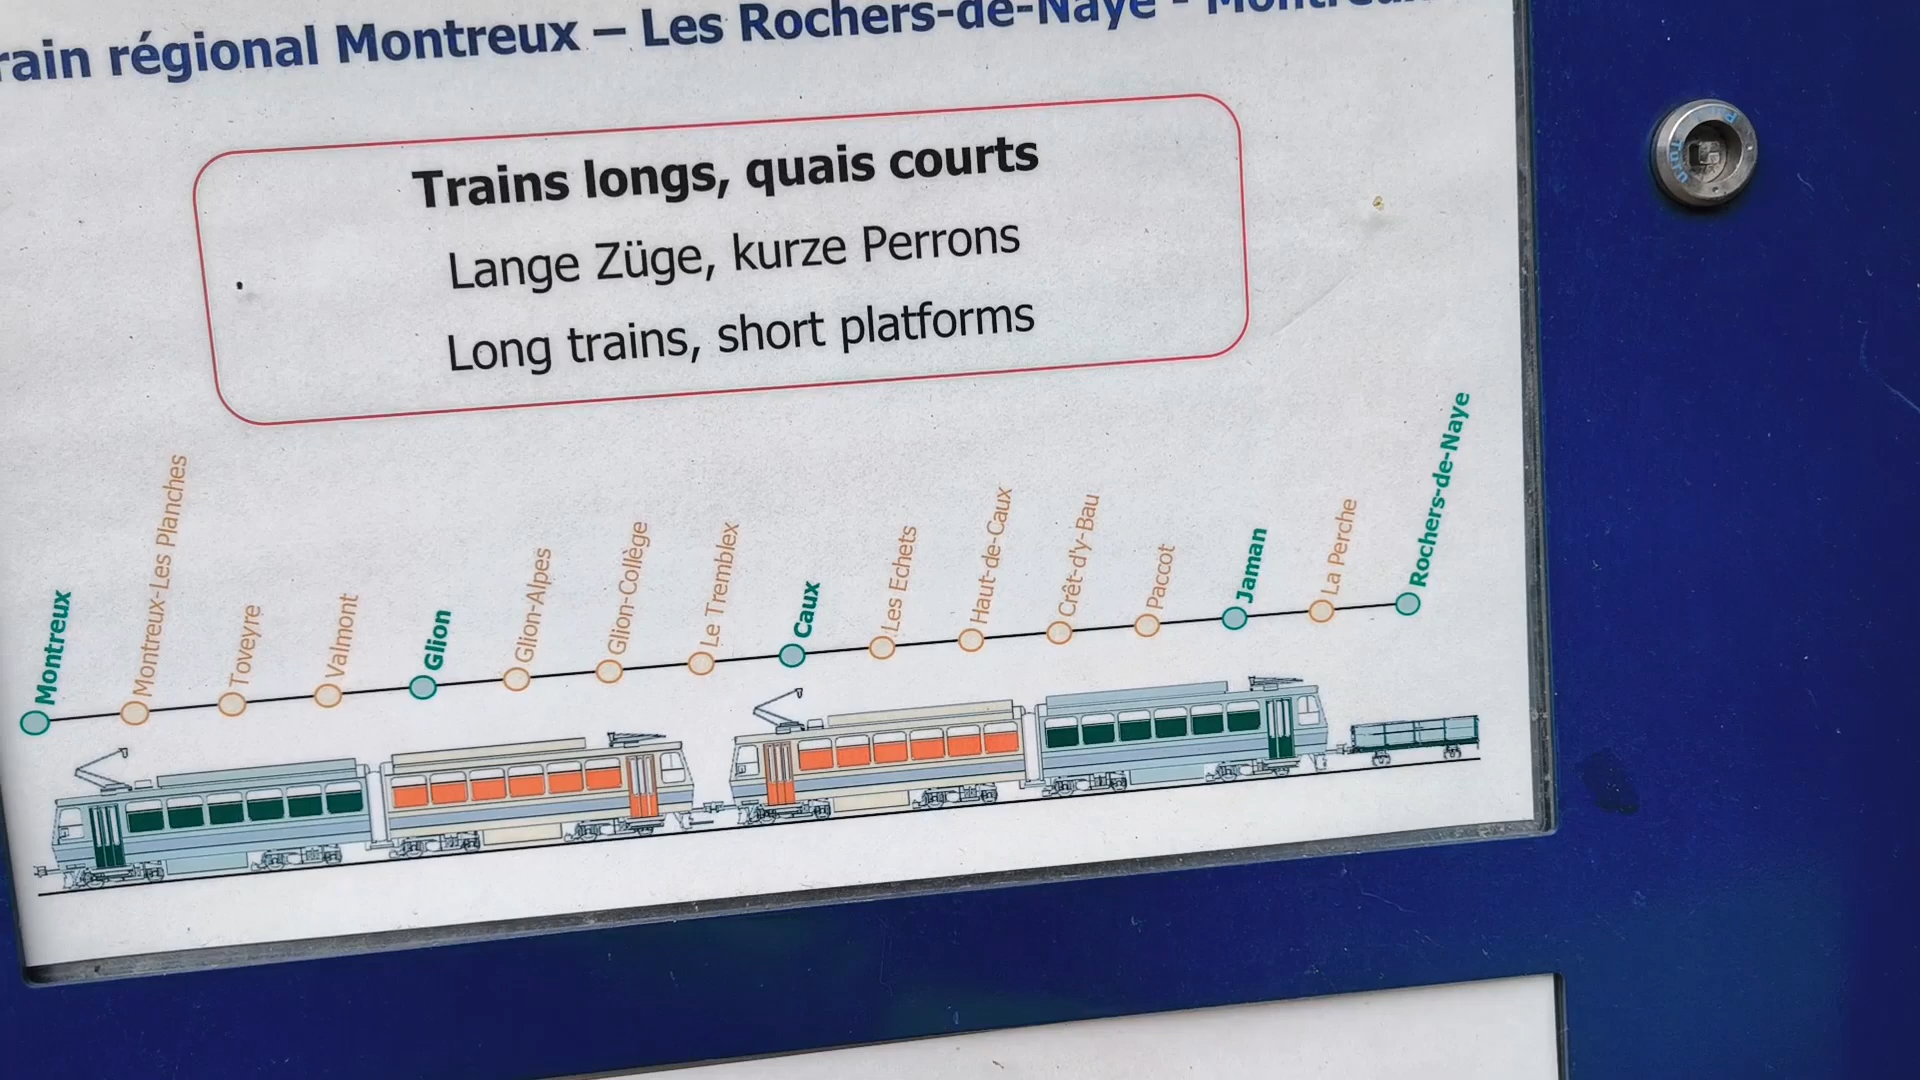 rain régional Montreux – Les Rochers-de-Naye - Montreux
Trains longs, quais courts
Lange Züge, kurze Perrons
Long trains, short platforms
Montreux
Montreux-Les Planches
Toveyre
Valmont
Glion
Glion-Alpes
Glion-Collège
Le Tremblex
Caux
Les Echets
Haut-de-Caux
Crêt-d'y-Bau
Paccot
Jaman
La Perche
Rochers-de-Naye